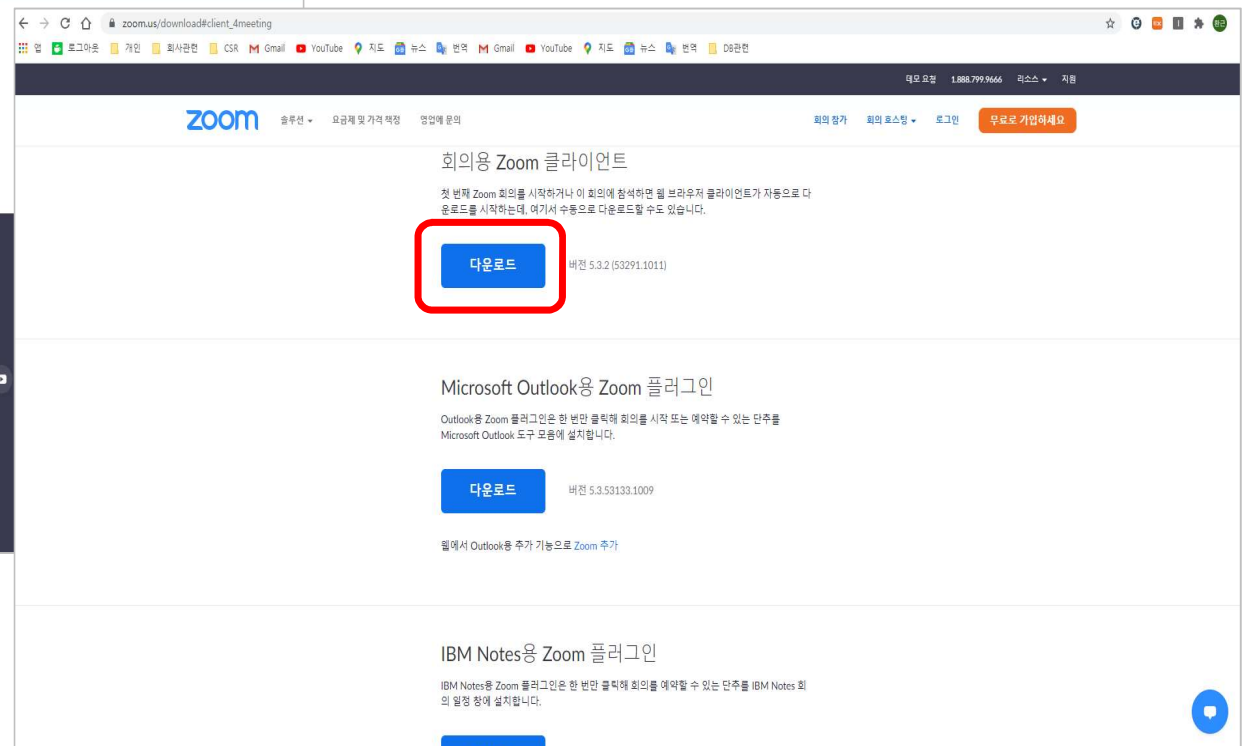 zoom.us/download#client_4meeting
앱 로그아웃 개인 회사관련 CSR Gmail YouTube 지도 뉴스 번역 Gmail YouTube 지도 뉴스 번역 DB관련
데모 요청 1.888.799.9666 리소스 지원
zoom 솔루션 요금제 및 가격 책정 영업에 문의 회의 참가 회의 호스팅 로그인 무료로 가입하세요
회의용 Zoom 클라이언트
첫 번째 Zoom 회의를 시작하거나 이 회의에 참석하면 웹 브라우저 클라이언트가 자동으로 다
운로드를 시작하는데, 여기서 수동으로 다운로드할 수도 있습니다.
다운로드 버전 5.3.2 (53291.1011)
Microsoft Outlook용 Zoom 플러그인
Outlook용 Zoom 플러그인은 한 번만 클릭해 회의를 시작 또는 예약할 수 있는 단추를
Microsoft Outlook 도구 모음에 설치합니다.
다운로드 버전 5.3.53133.1009
웹에서 Outlook용 추가 기능으로 Zoom 추가
IBM Notes용 Zoom 플러그인
IBM Notes용 Zoom 플러그인은 한 번만 클릭해 회의를 예약할 수 있는 단추를 IBM Notes 회
의 일정 창에 설치합니다.